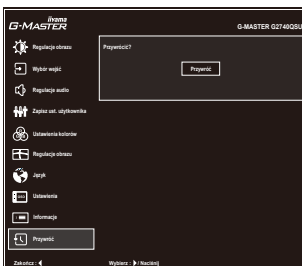 iiyama
G-MASTER
G-MASTER G2740QSU
Regulacje obrazu
Wybór wejść
Regulacje audio
Zapisz ust. użytkownika
Ustawienia kolorów
Regulacje obrazu
Język
OSD
Ustawienia
Informacje
Przywróć
Przywrócić?
Przywróć
Zakończ :
Wybierz : / Naciśnij